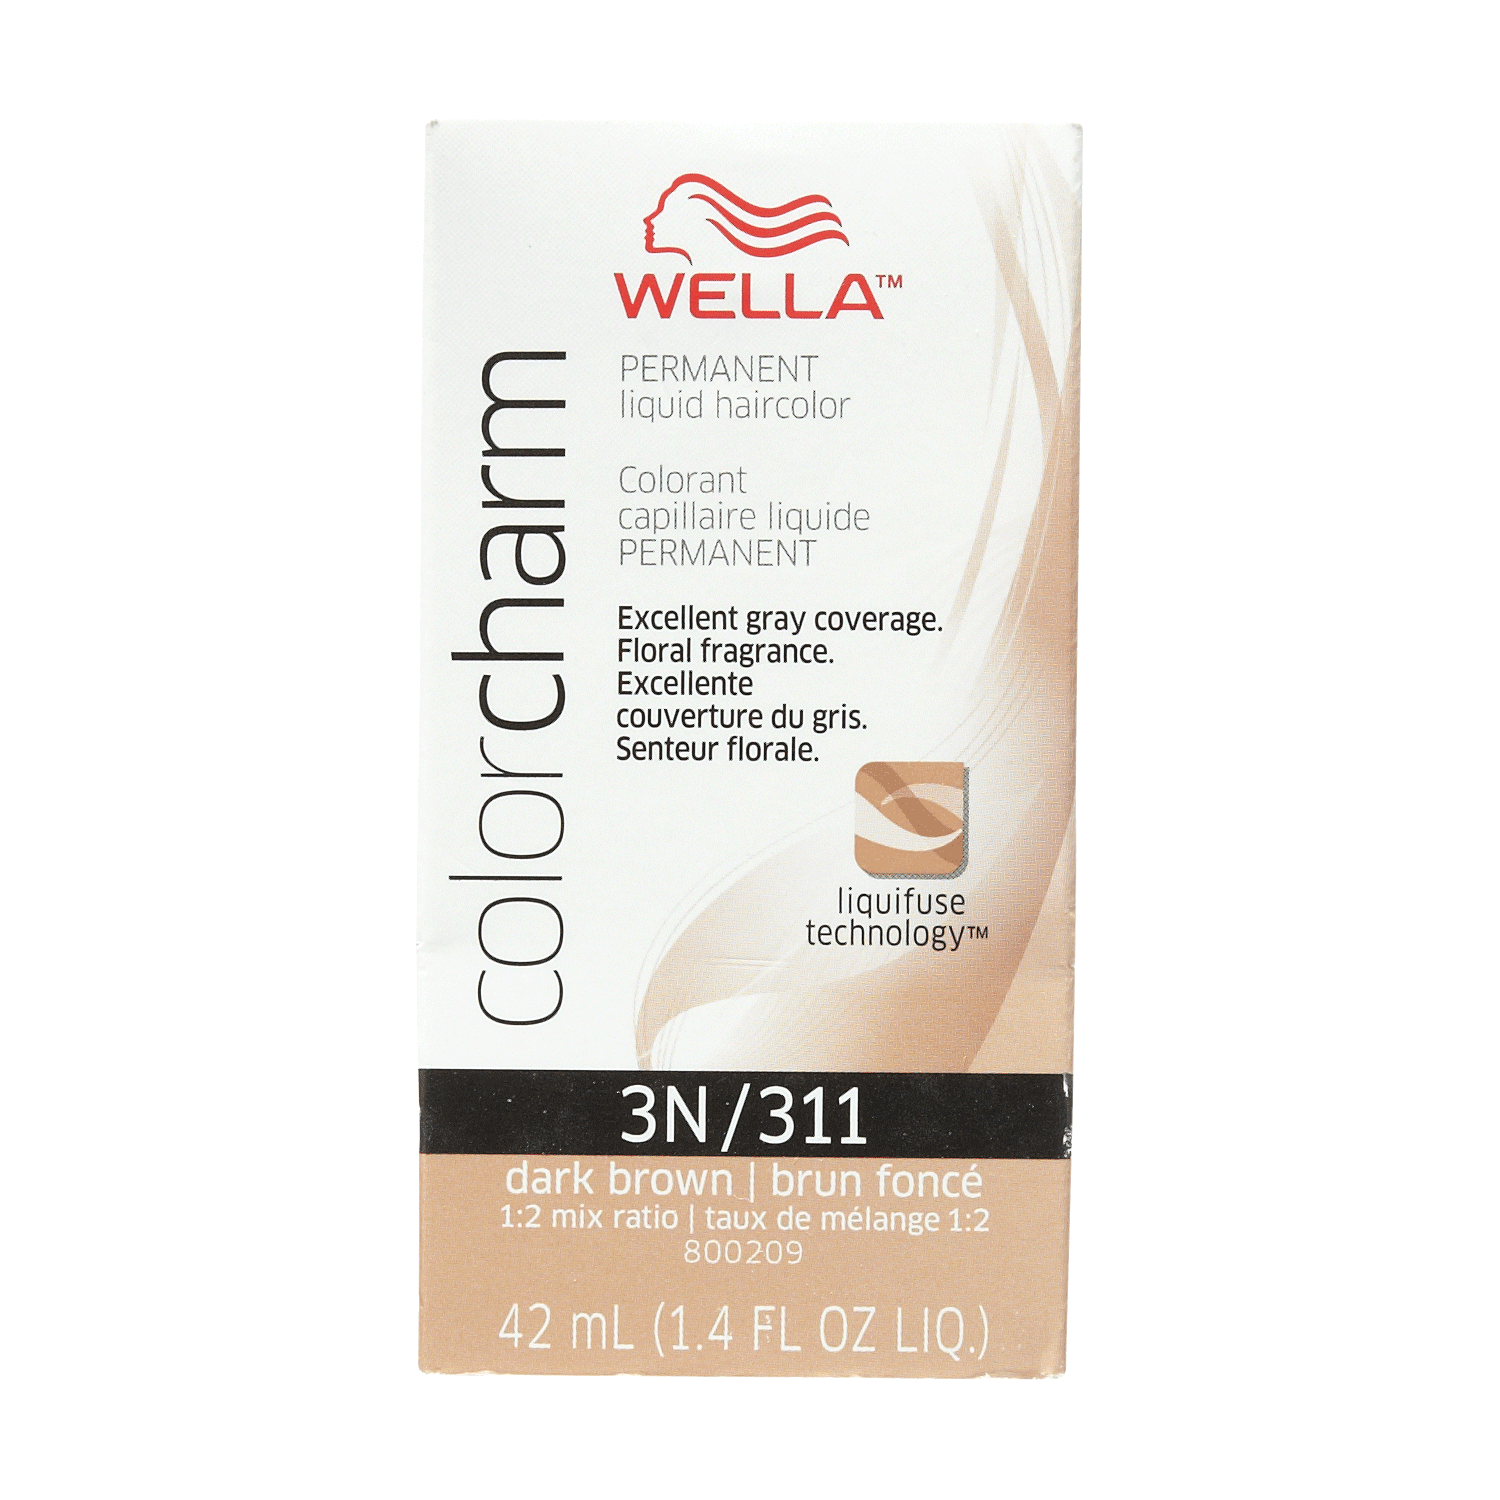 WELLA™
PERMANENT
liquid haircolor
Colorant
capillaire liquide
PERMANENT
Excellent gray coverage.
Floral fragrance.
Excellente
couverture du gris.
Senteur florale.
colorcharm
liquifuse
technology™
3N/311
dark brown | brun foncé
1:2 mix ratio | taux de mélange 1:2
800209
42 mL (1.4 FL OZ LIQ.)